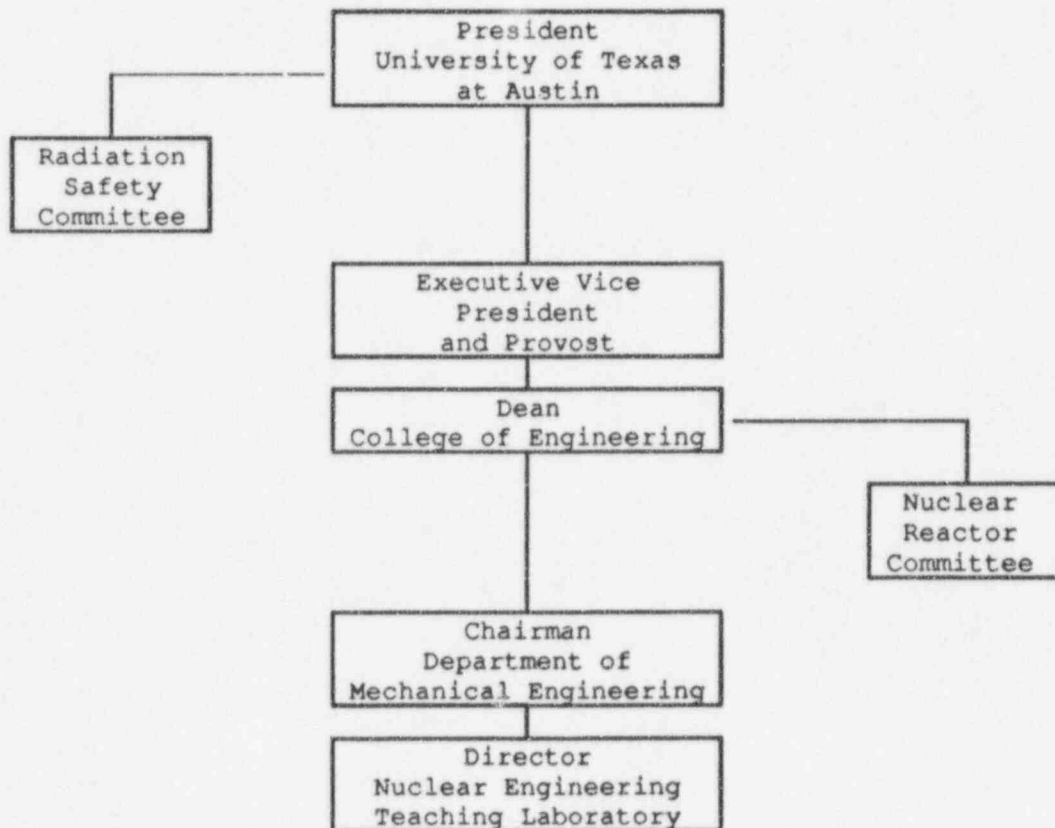 President
University of Texas
at Austin
Radiation
Safety
Committee
Executive Vice
President
and Provost
Dean
College of Engineering
Nuclear
Reactor
Committee
Chairman
Department of
Mechanical Engineering
Director
Nuclear Engineering
Teaching Laboratory